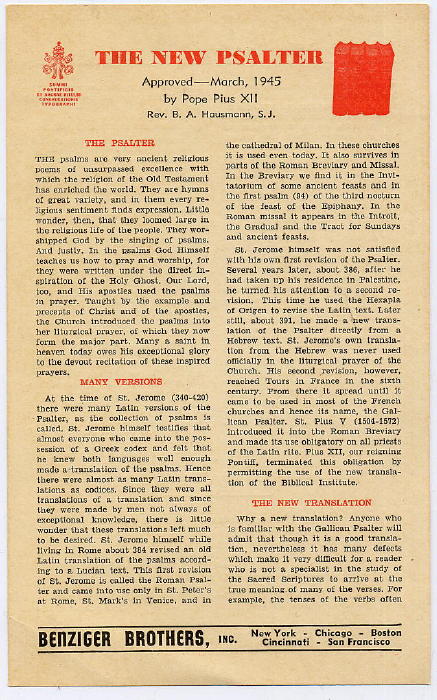 THE NEW PSALTER
Approved—March, 1945
by Pope Pius XII
Rev. B. A. Hausmann, S.J.
SUMMI
PONTIFICIS
TYPOGRAPHI
THE PSALTER
THE psalms are very ancient religious
poems of unsurpassed excellence with
which the religion of the Old Testament
has enriched the world. They are hymns
of great variety, and in them every re-
ligious sentiment finds expression. Little
wonder, then, that they loomed large in
the religious life of the people. They wor-
shipped God by the singing of psalms.
And justly. In the psalms God Himself
teaches us how to pray and worship, for
they were written under the direct in-
spiration of the Holy Ghost. Our Lord,
too, and His apostles used the psalms
in prayer. Taught by the example and
precepts of Christ and of the apostles,
the Church introduced the psalms into
her liturgical prayer, of which they now
form the major part. Many a saint in
heaven today owes his exceptional glory
to the devout recitation of these inspired
prayers.
MANY VERSIONS
At the time of St. Jerome (340-420)
there were many Latin versions of the
Psalter, as the collection of psalms is
called. St. Jerome himself testifies that
almost everyone who came into the pos-
session of a Greek codex and felt that
he knew both languages well enough
made a translation of the psalms. Hence
there were almost as many Latin trans-
lations as codices. Since they were all
translations of a translation and since
they were made by men not always of
exceptional knowledge, there is little
wonder that these translations left much
to be desired. St. Jerome himself while
living in Rome about 384 revised an old
Latin translation of the psalms accord-
ing to a Lucian text. This first revision
of St. Jerome is called the Roman Psal-
ter and came into use only in St. Peter's
at Rome, St. Mark's in Venice, and in
the cathedral of Milan. In these churches
it is used even today. It also survives in
parts of the Roman Breviary and Missal.
In the Breviary we find it in the Invi-
tatorium of some ancient feasts and in
the first psalm (94) of the third nocturn
of the feast of the Epiphany. In the
Roman missal it appears in the Introit,
the Gradual and the Tract for Sundays
and ancient feasts.
St. Jerome himself was not satisfied
with his own first revision of the Psalter.
Several years later, about 386, after he
had taken up his residence in Palestine,
he turned his attention to a second re-
vision. This time he used the Hexapla
of Origen to revise the Latin text. Later
still, about 391, he made a new trans-
lation of the Psalter directly from a
Hebrew text. St. Jerome's own transla-
tion from the Hebrew was never used
officially in the liturgical prayer of the
Church. His second revision, however,
reached Tours in France in the sixth
century. From there it spread until it
came to be used in most of the French
churches and hence its name, the Gal-
lican Psalter. St. Pius V (1504-1572)
introduced it into the Roman Breviary
and made its use obligatory on all priests
of the Latin rite. Pius XII, our reigning
Pontiff, terminated this obligation by
permitting the use of the new transla-
tion of the Biblical Institute.
THE NEW TRANSLATION
Why a new translation? Anyone who
is familiar with the Gallican Psalter will
admit that though it is a good transla-
tion, nevertheless it has many defects
which make it very difficult for a reader
who is not a specialist in the study of
the Sacred Scriptures to arrive at the
true meaning of many of the verses. For
example, the tenses of the verbs often
BENZIGER BROTHERS, INC.
New York - Chicago - Boston
Cincinnati - San Francisco